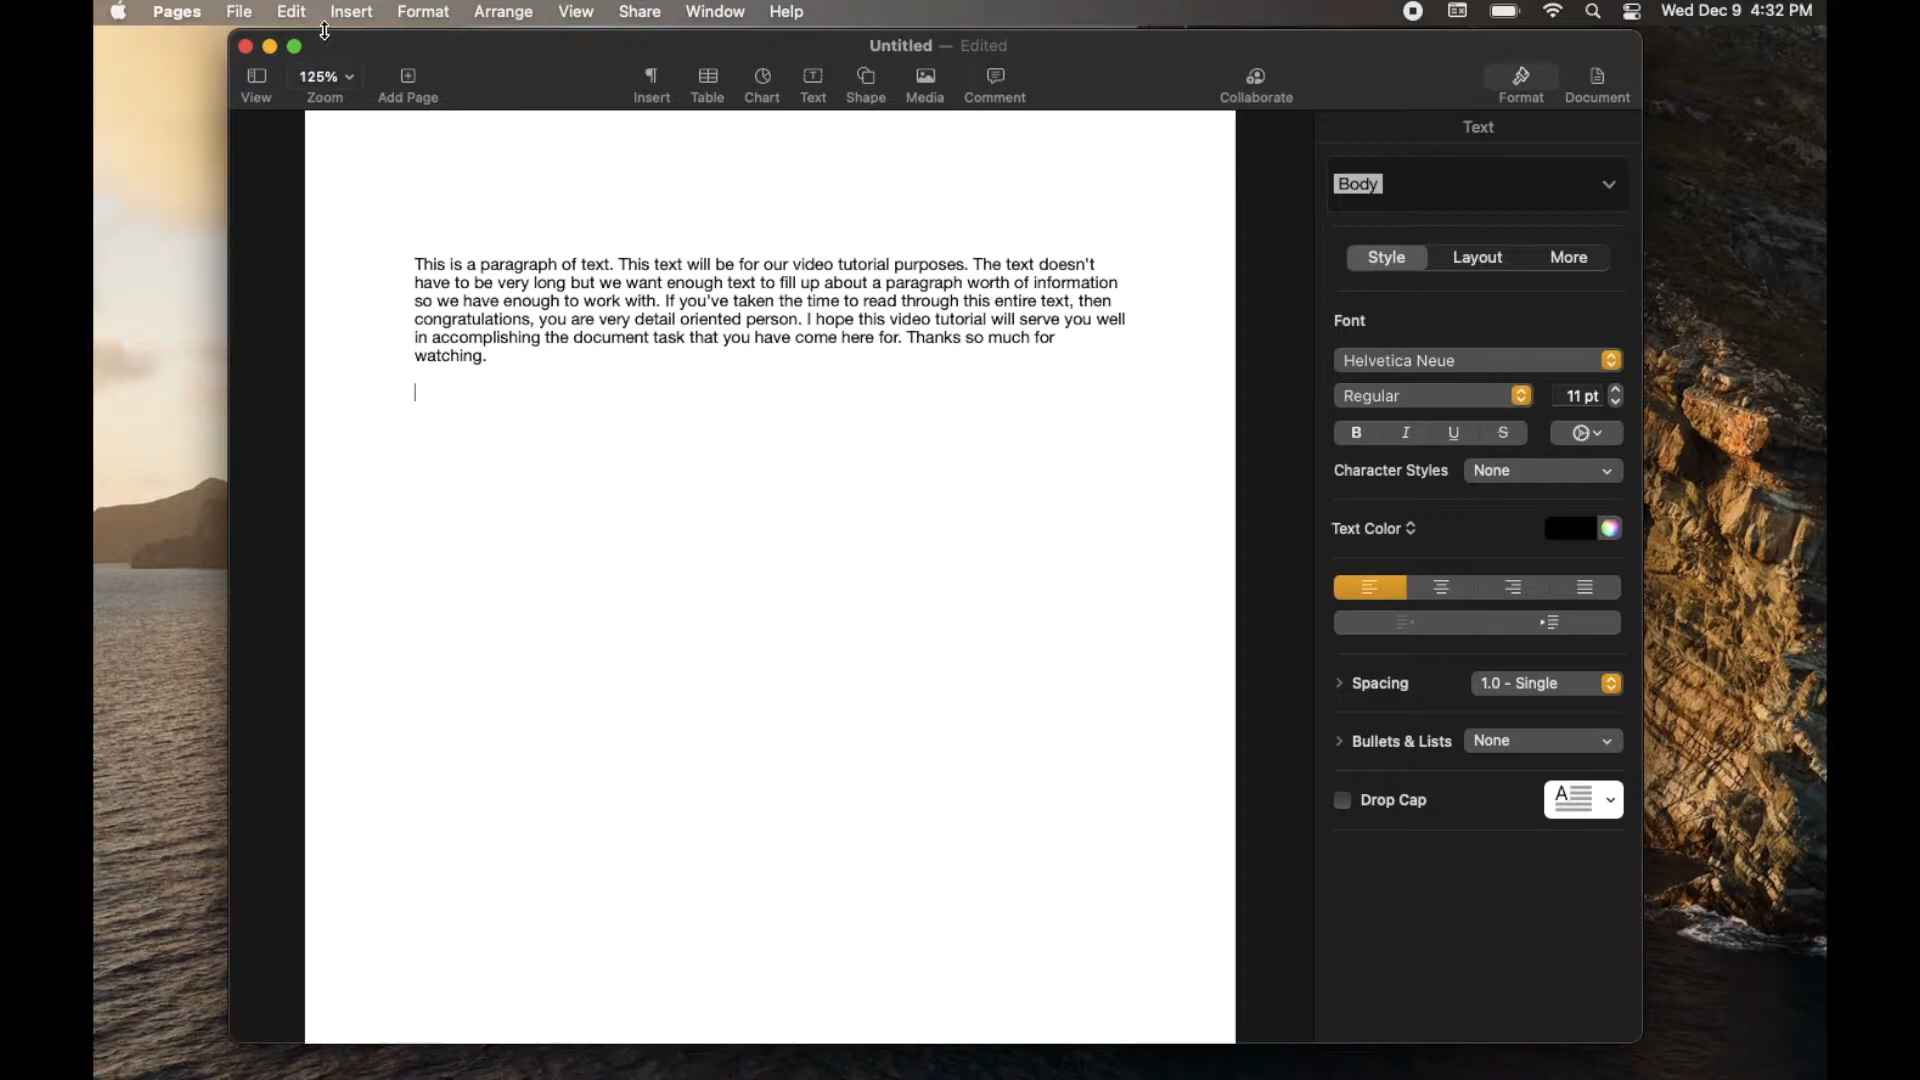 Pages File Edit Insert Format Arrange View Share Window Help Wed Dec 9 4:32 PM
Untitled — Edited
125%
View Zoom Add Page Insert Table Chart Text Shape Media Comment Collaborate Format Document
Text
Body
Style Layout More
This is a paragraph of text. This text will be for our video tutorial purposes. The text doesn't
have to be very long but we want enough text to fill up about a paragraph worth of information
so we have enough to work with. If you've taken the time to read through this entire text, then
congratulations, you are very detail oriented person. I hope this video tutorial will serve you well
in accomplishing the document task that you have come here for. Thanks so much for
watching.
Font
Helvetica Neue
Regular 11 pt
B I U S
Character Styles None
Text Color
Spacing 1.0 - Single
Bullets & Lists None
Drop Cap A